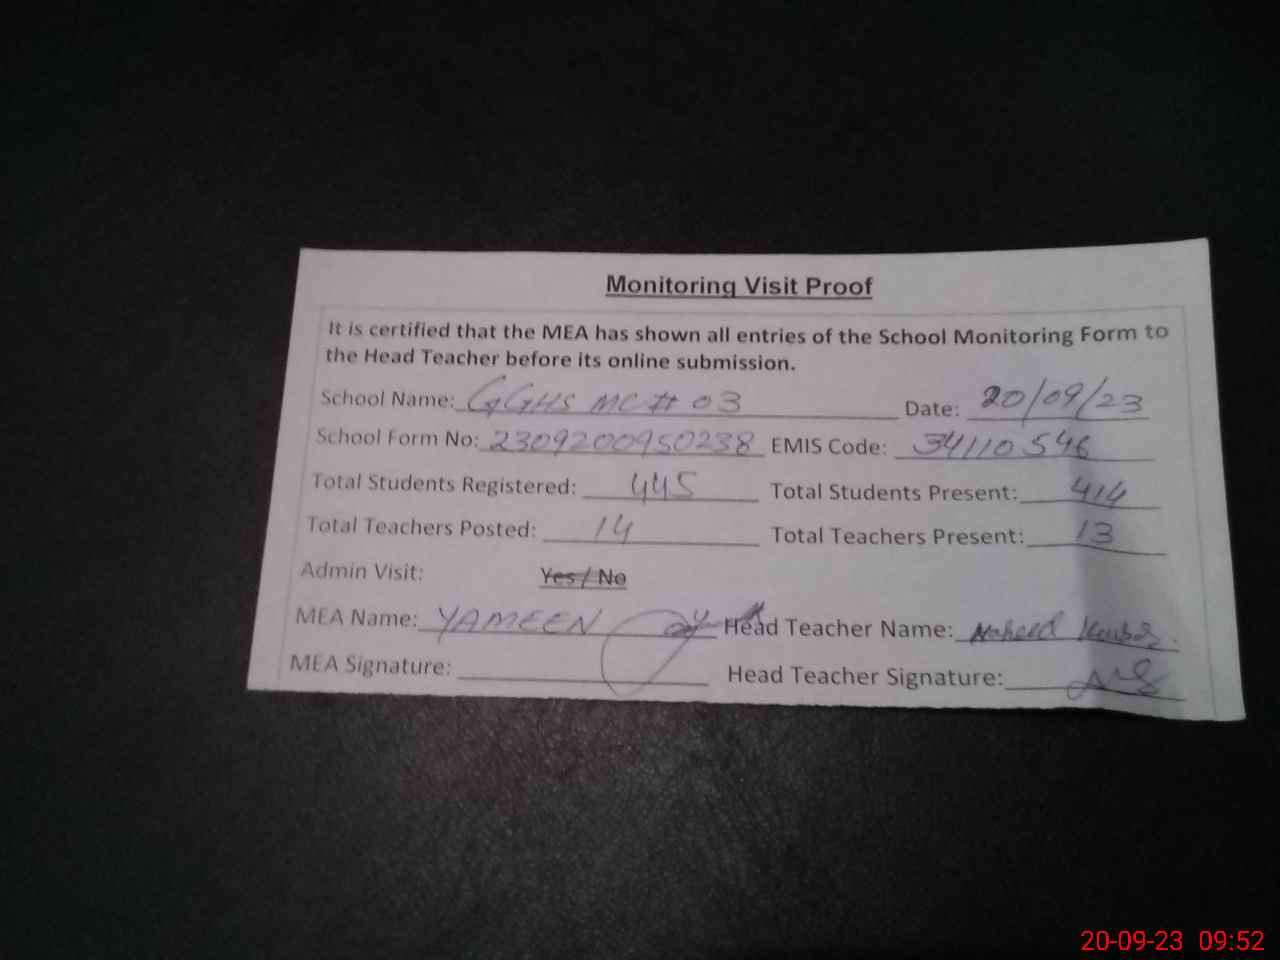 Monitoring Visit Proof
It is certified that the MEA has shown all entries of the School Monitoring Form to
the Head Teacher before its online submission.
School Name: GGHS MC # 03 Date: 20/09/23
School Form No: 2309200950238 EMIS Code: 34110546
Total Students Registered: 445 Total Students Present: 414
Total Teachers Posted: 14 Total Teachers Present: 13
Admin Visit: Yes / No
MEA Name: YAMEEN Head Teacher Name: Naheed
MEA Signature: Head Teacher Signature:
20-09-23 09:52